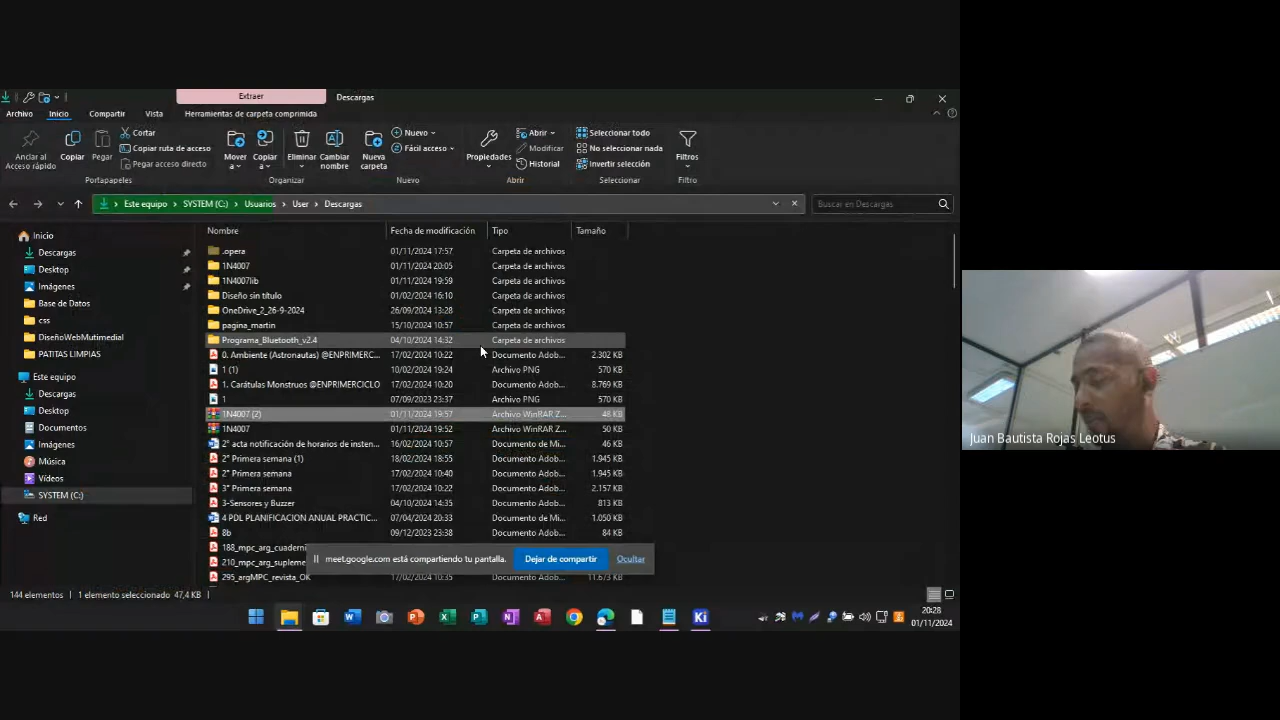 Extraer
Descargas
Archivo
Inicio
Compartir
Vista
Herramientas de carpeta comprimida
Anclar al Acceso rápido
Copiar
Pegar
Cortar
Copiar ruta de acceso
Pegar acceso directo
Portapapeles
Mover a
Copiar a
Eliminar
Cambiar nombre
Organizar
Nueva carpeta
Nuevo
Fácil acceso
Nuevo
Propiedades
Abrir
Modificar
Historial
Abrir
Seleccionar todo
No seleccionar nada
Invertir selección
Seleccionar
Filtros
Filtro
Este equipo > SYSTEM (C:) > Usuarios > User > Descargas
Buscar en Descargas
Inicio
Descargas
Desktop
Imágenes
Base de Datos
css
DiseñoWebMutimedial
PATITAS LIMPIAS
Este equipo
Descargas
Desktop
Documentos
Imágenes
Música
Vídeos
SYSTEM (C:)
Red
Nombre Fecha de modificación Tipo Tamaño
.opera 01/11/2024 17:57 Carpeta de archivos
1N4007 01/11/2024 20:05 Carpeta de archivos
1N4007lib 01/11/2024 19:59 Carpeta de archivos
Diseño sin título 01/02/2024 16:10 Carpeta de archivos
OneDrive_2_26-9-2024 26/09/2024 13:28 Carpeta de archivos
pagina_martin 15/10/2024 10:57 Carpeta de archivos
Programa_Bluetooth_v2.4 04/10/2024 14:32 Carpeta de archivos
0. Ambiente (Astronautas) @ENPRIMERC... 17/02/2024 10:22 Documento Adob... 2.302 KB
1 (1) 10/02/2024 19:24 Archivo PNG 570 KB
1. Carátulas Monstruos @ENPRIMERCICLO 17/02/2024 10:20 Documento Adob... 8.769 KB
1 07/09/2023 23:37 Archivo PNG 570 KB
1N4007 (2) 01/11/2024 19:57 Archivo WinRAR Z... 48 KB
1N4007 01/11/2024 19:52 Archivo WinRAR Z... 50 KB
2° acta notificación de horarios de insten... 16/02/2024 10:57 Documento de Mi... 46 KB
2° Primera semana (1) 18/02/2024 18:55 Documento Adob... 1.945 KB
2° Primera semana 17/02/2024 10:40 Documento Adob... 1.945 KB
3° Primera semana 17/02/2024 10:22 Documento Adob... 2.157 KB
3-Sensores y Buzzer 04/10/2024 14:35 Documento Adob... 813 KB
4 PDL PLANIFICACION ANUAL PRACTIC... 07/04/2024 20:33 Documento de Mi... 1.050 KB
8b 09/12/2023 23:38 Documento Adob... 84 KB
188_mpc_arg_cuaderni
210_mpc_arg_supleme
295_argMPC_revista_OK 17/02/2024 10:35 Documento Adob... 11.673 KB
meet.google.com está compartiendo tu pantalla.
Dejar de compartir
Ocultar
144 elementos
1 elemento seleccionado 47,4 KB
Ki
20:28
01/11/2024
Juan Bautista Rojas Leotus